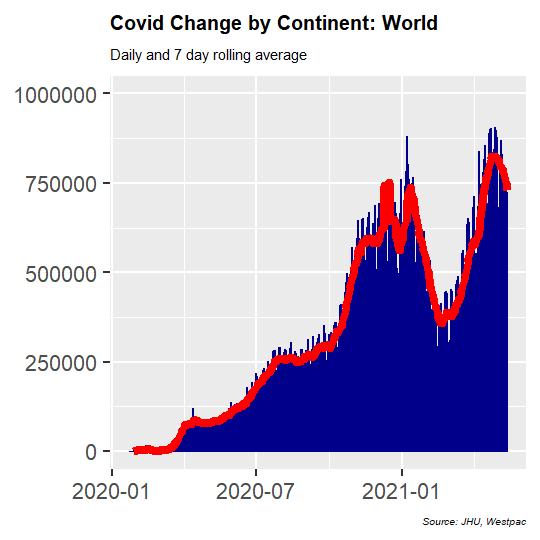 Covid Change by Continent: World
Daily and 7 day rolling average
1000000
750000
500000
250000
0
2020-01 2020-07 2021-01
Source: JHU, Westpac